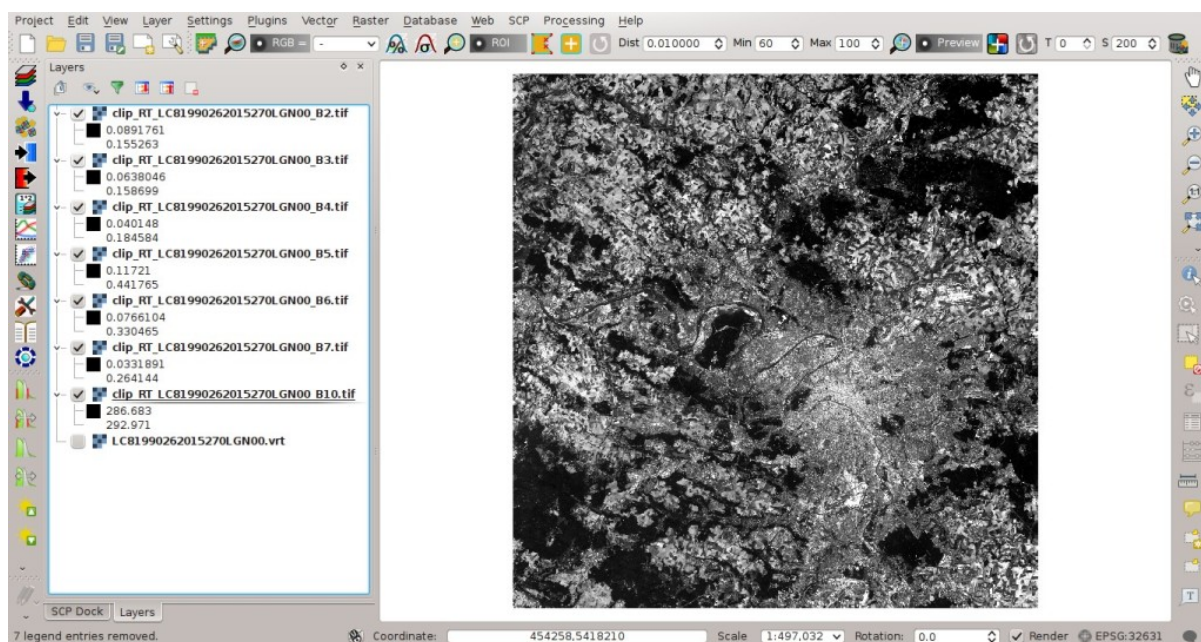 Project Edit View Layer Settings Plugins Vector Raster Database Web SCP Processing Help
RGB = - ROI Dist 0.010000 Min 60 Max 100 Preview T 0 S 200
Layers
clip_RT_LC81990262015270LGN00_B2.tif
0.0891761
0.155263
clip_RT_LC81990262015270LGN00_B3.tif
0.0638046
0.158699
clip_RT_LC81990262015270LGN00_B4.tif
0.040148
0.184584
clip_RT_LC81990262015270LGN00_B5.tif
0.11721
0.441765
clip_RT_LC81990262015270LGN00_B6.tif
0.0766104
0.330465
clip_RT_LC81990262015270LGN00_B7.tif
0.0331891
0.264144
clip_RT_LC81990262015270LGN00_B10.tif
286.683
292.971
LC81990262015270LGN00.vrt
SCP Dock Layers
7 legend entries removed. Coordinate: 454258,5418210 Scale 1:497,032 Rotation: 0.0 Render EPSG:32631